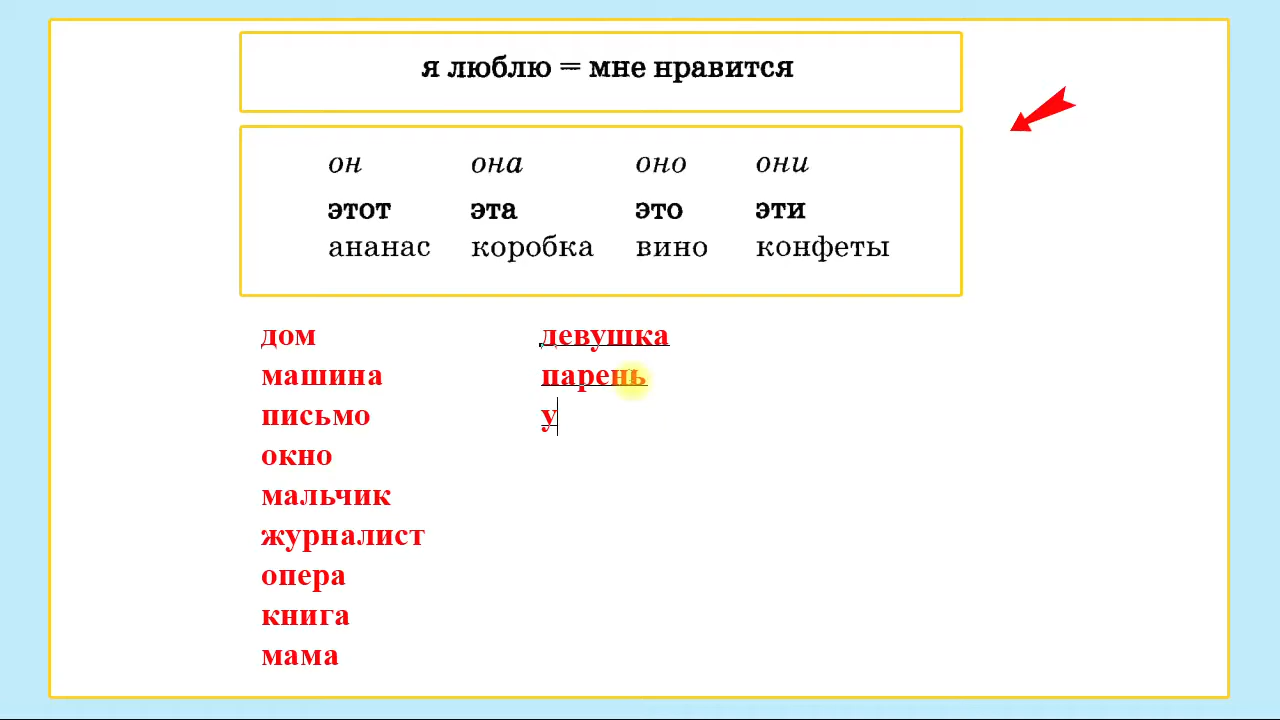 я люблю = мне нравится
он она оно они
этот эта это эти
ананас коробка вино конфеты
дом
машина
письмо
окно
мальчик
журналист
опера
книга
мама
девушка
парень
у